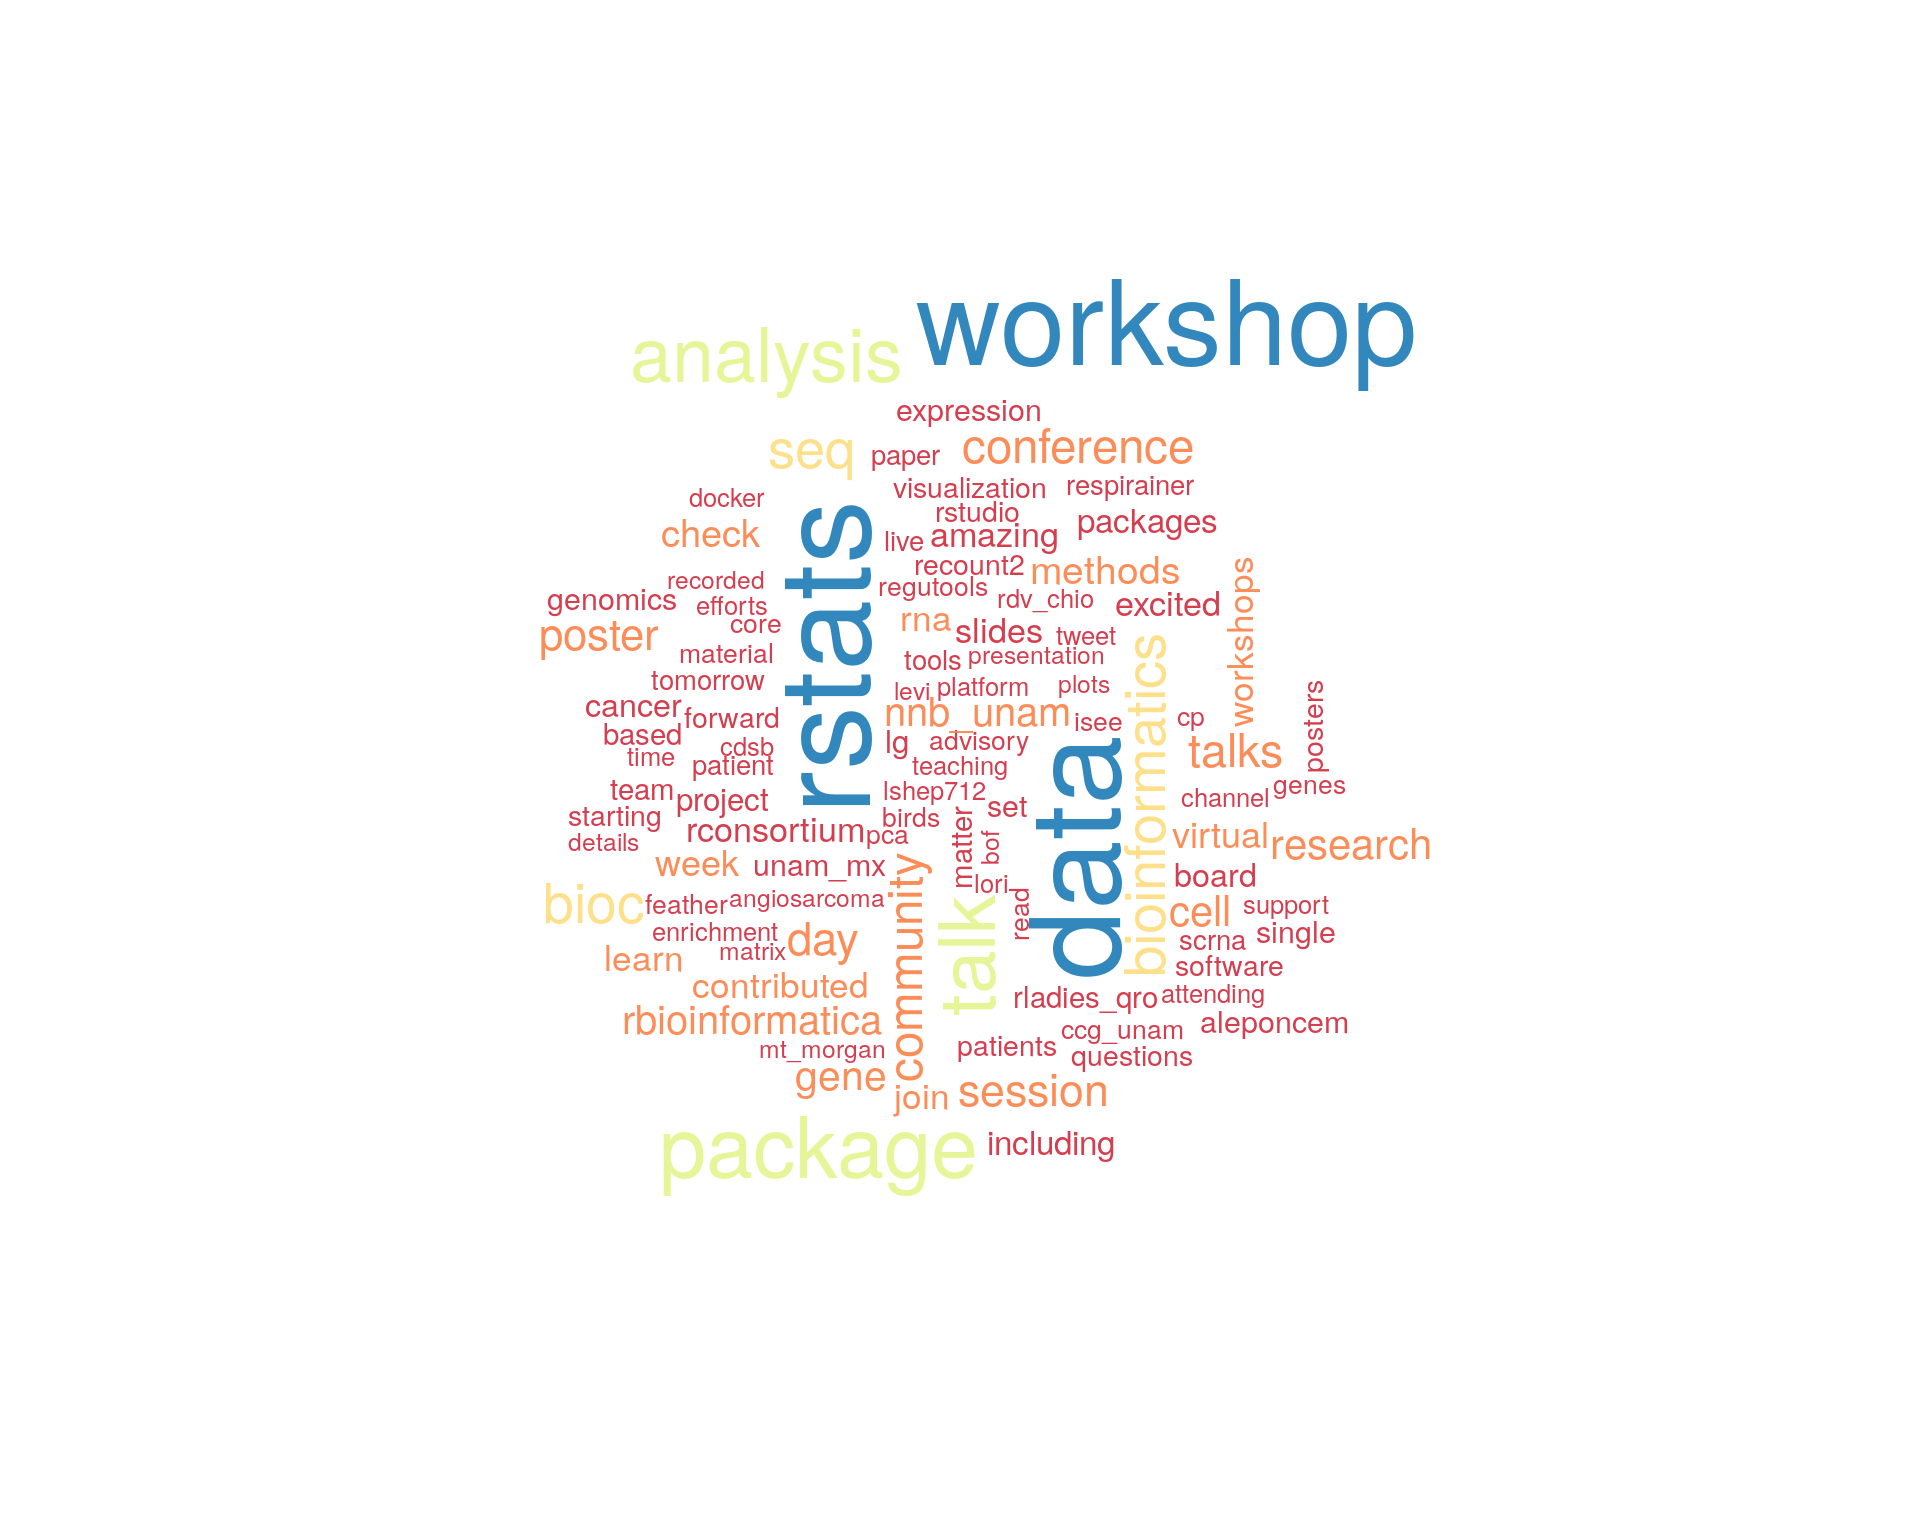 workshop
analysis
expression
seq
paper
conference
docker
visualization
respirainer
rstudio
check
live
amazing
packages
rstats
recorded
recount2
methods
workshops
genomics
efforts
regutools
rdv_chio
excited
poster
core
rna
slides
tweet
material
tools
presentation
bioinformatics
tomorrow
levi
platform
plots
cancer
forward
nnb_unam
isee
cp
posters
based
cdsb
lg
advisory
talks
time
patient
teaching
data
team
project
lshep712
set
channel
genes
starting
birds
matter
rconsortium
pca
bof
virtual
research
details
week
unam_mx
community
lori
board
bioc
feather
angiosarcoma
talk
read
cell
support
enrichment
day
scrna
single
learn
matrix
software
contributed
rladies_qro
attending
rbioinformatica
ccg_unam
aleponcem
mt_morgan
patients
questions
gene
join
session
package
including